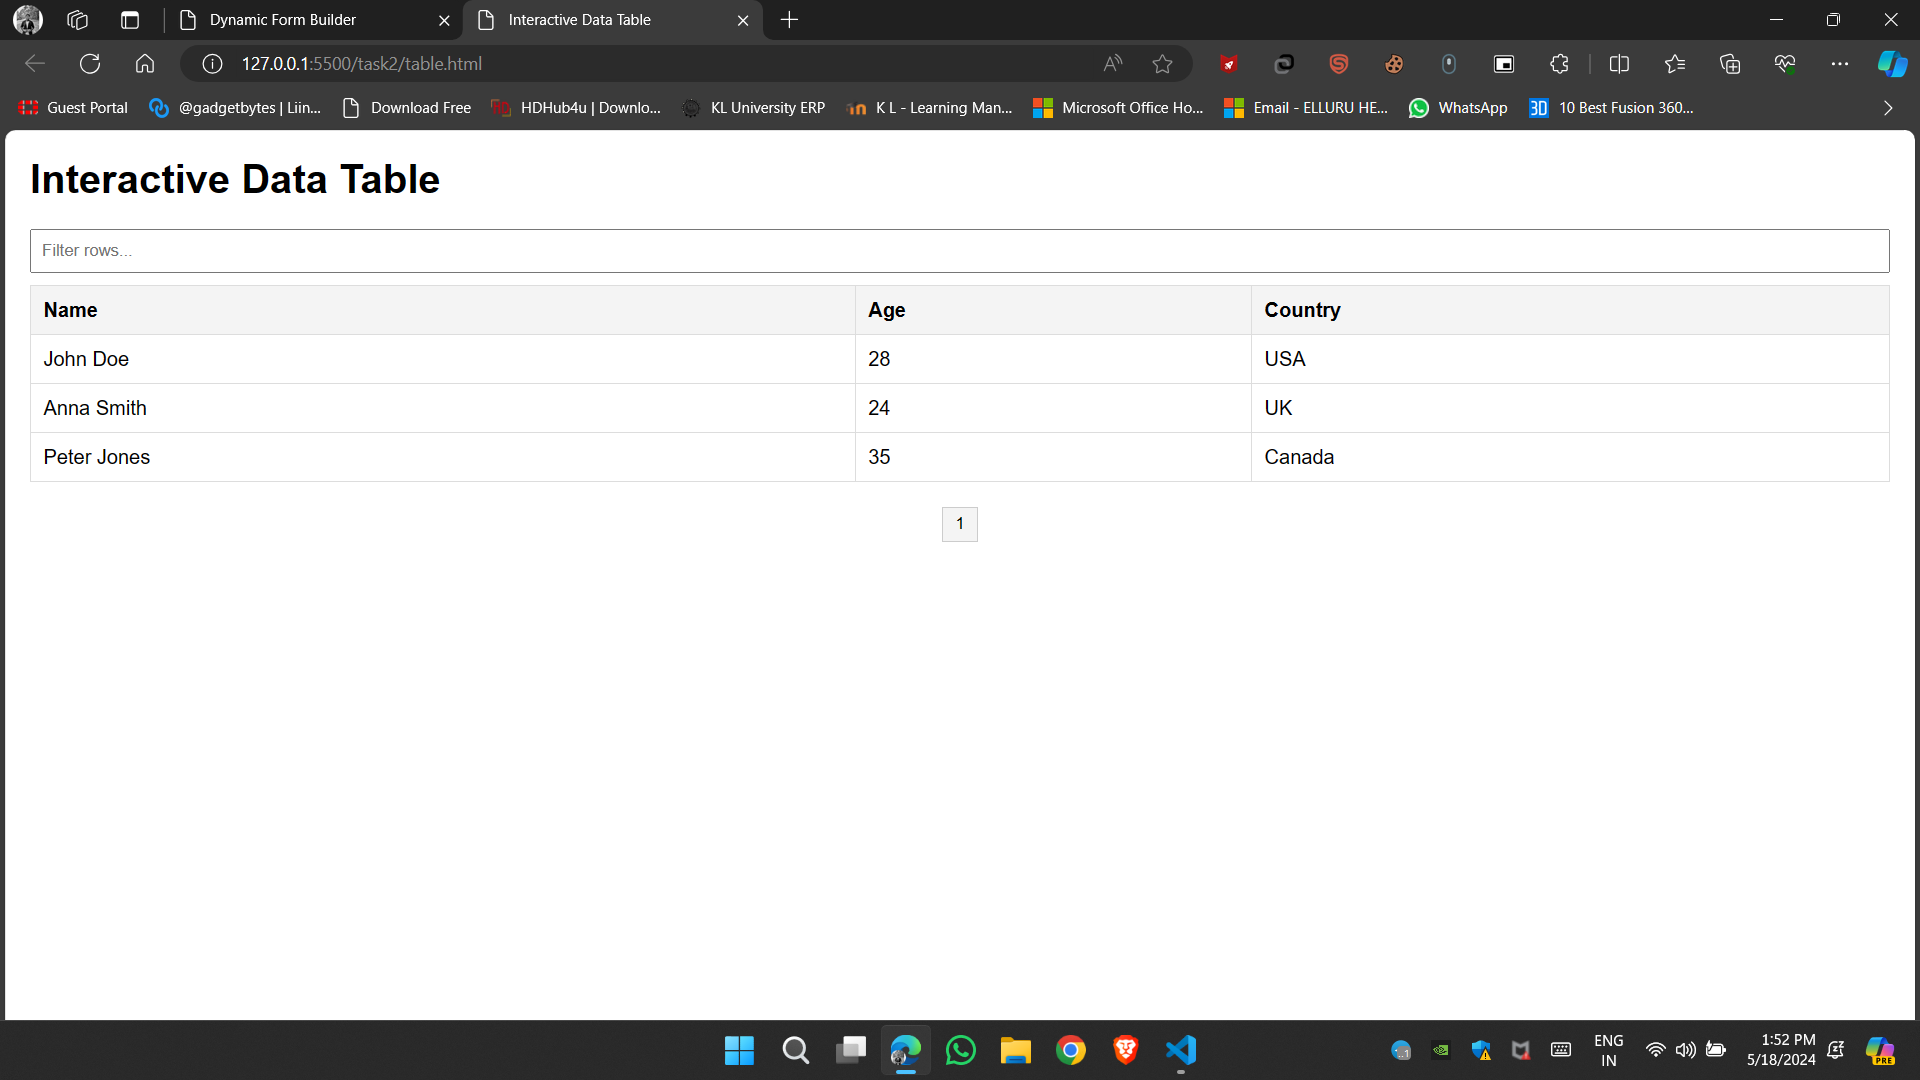 Dynamic Form Builder
Interactive Data Table
127.0.0.1:5500/task2/table.html
Guest Portal
@gadgetbytes | Liin...
Download Free
HDHub4u | Downlo...
KL University ERP
K L - Learning Man...
Microsoft Office Ho...
Email - ELLURU HE...
WhatsApp
3D
10 Best Fusion 360...
Interactive Data Table
Filter rows...
Name Age Country
John Doe 28 USA
Anna Smith 24 UK
Peter Jones 35 Canada
1
ENG
IN
1:52 PM
5/18/2024
PRE